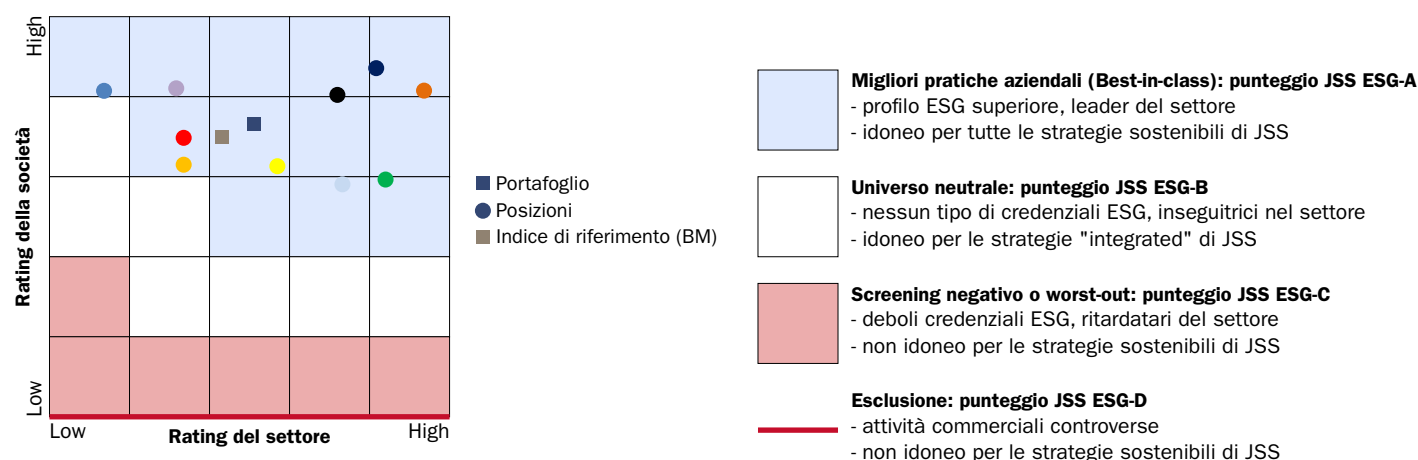 High
Rating della società
Low
Low
Rating del settore
High
Portafoglio
Posizioni
Indice di riferimento (BM)
Migliori pratiche aziendali (Best-in-class): punteggio JSS ESG-A
- profilo ESG superiore, leader del settore
- idoneo per tutte le strategie sostenibili di JSS
Universo neutrale: punteggio JSS ESG-B
- nessun tipo di credenziali ESG, inseguitrici nel settore
- idoneo per le strategie "integrated" di JSS
Screening negativo o worst-out: punteggio JSS ESG-C
- deboli credenziali ESG, ritardatari del settore
- non idoneo per le strategie sostenibili di JSS
Esclusione: punteggio JSS ESG-D
- attività commerciali controverse
- non idoneo per le strategie sostenibili di JSS